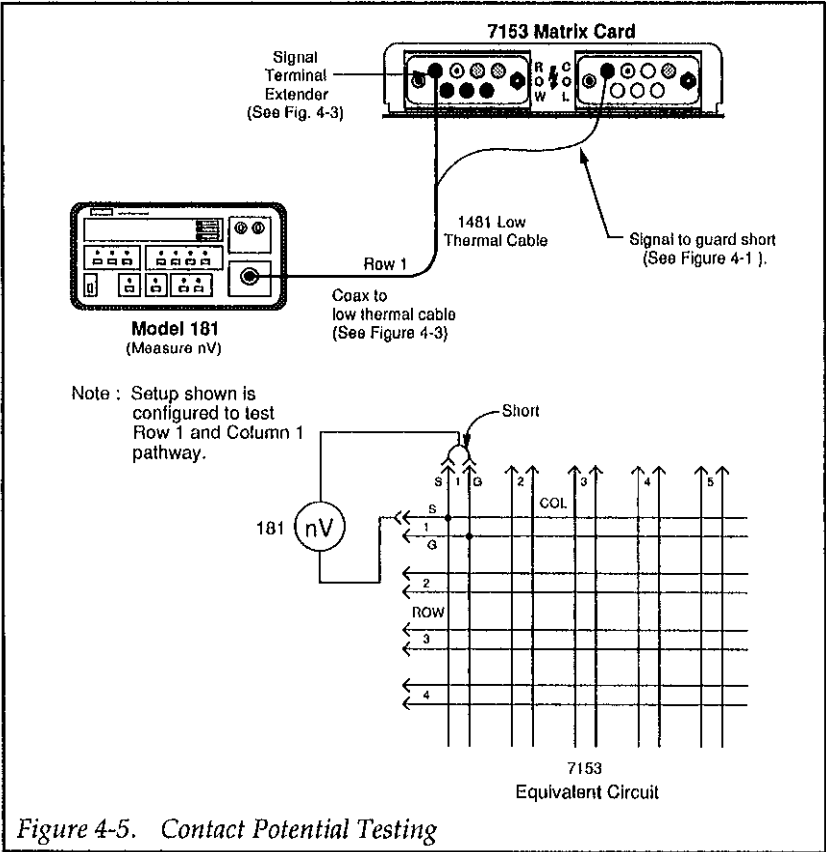 7153 Matrix Card
Signal
Terminal
Extender
(See Fig. 4-3)
R
O
W
C
O
L
1481 Low
Thermal Cable
Signal to guard short
(See Figure 4-1 ).
Row 1
Coax to
low thermal cable
(See Figure 4-3)
Model 181
(Measure nV)
Note : Setup shown is
configured to test
Row 1 and Column 1
pathway.
Short
S 1 G 2 3 4 5
COL
S
1
G
181 nV
2
ROW
3
4
7153
Equivalent Circuit
Figure 4-5. Contact Potential Testing